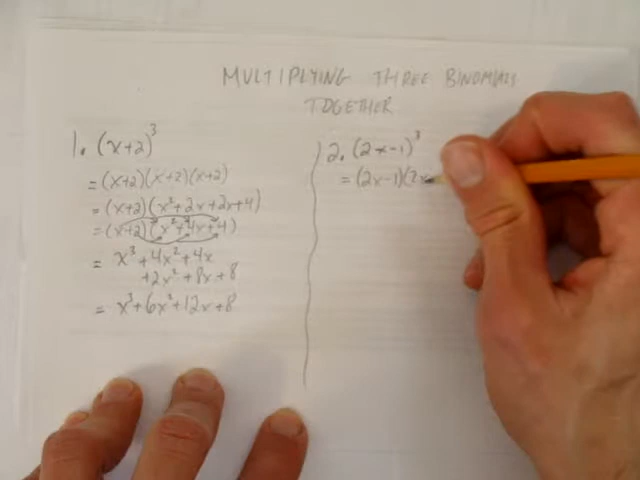 MULTIPLYING THREE BINOMIALS
TOGETHER
1. (x+2)³
= (x+2)(x+2)(x+2)
= (x+2)(x²+2x+2x+4)
= (x+2)(x²+4x+4)
= x³+4x²+4x
+2x²+8x+8
= x³+6x²+12x+8
2. (2x-1)³
= (2x-1)(2x